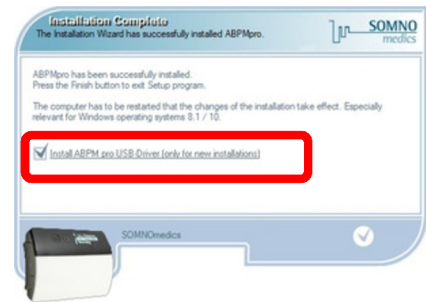 Installation Complete
The Installation Wizard has successfully installed ABPMpro.
SOMNO
medics
ABPMpro has been successfully installed.
Press the Finish button to exit Setup program.
The computer has to be restarted that the changes of the installation take effect. Especially
relevant for Windows operating systems 8.1 / 10.
Install ABPM pro USB-Driver (only for new installations)
SOMNOmedics